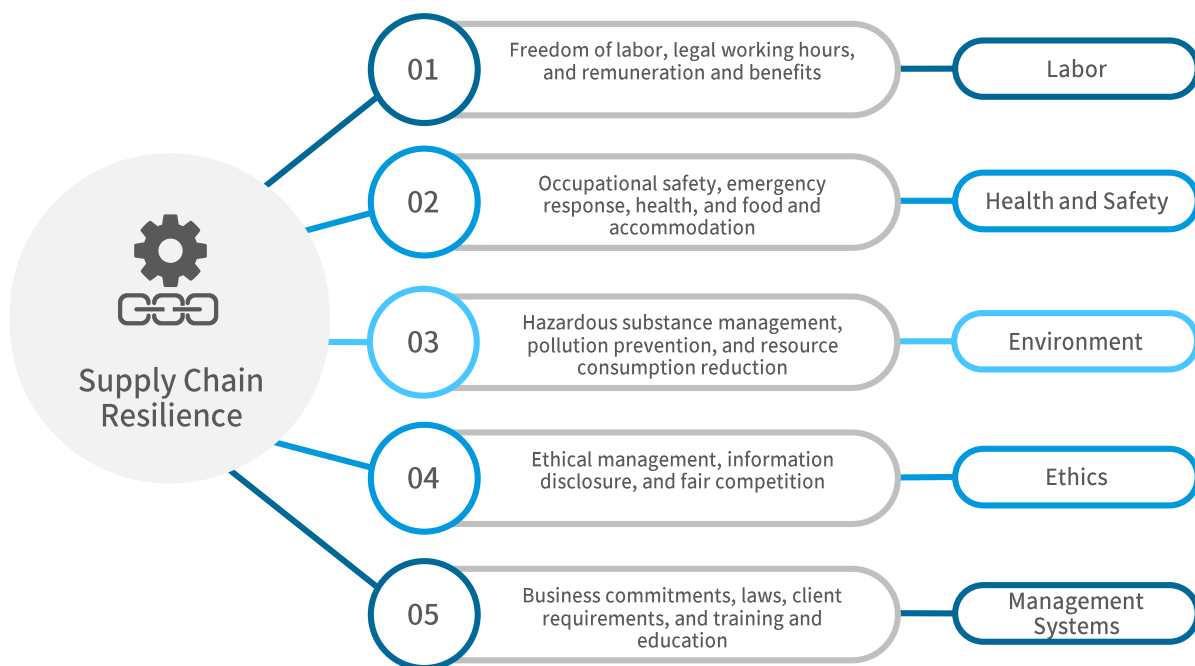 Supply Chain
Resilience
01
Freedom of labor, legal working hours,
and remuneration and benefits
Labor
02
Occupational safety, emergency
response, health, and food and
accommodation
Health and Safety
03
Hazardous substance management,
pollution prevention, and resource
consumption reduction
Environment
04
Ethical management, information
disclosure, and fair competition
Ethics
05
Business commitments, laws, client
requirements, and training and
education
Management
Systems